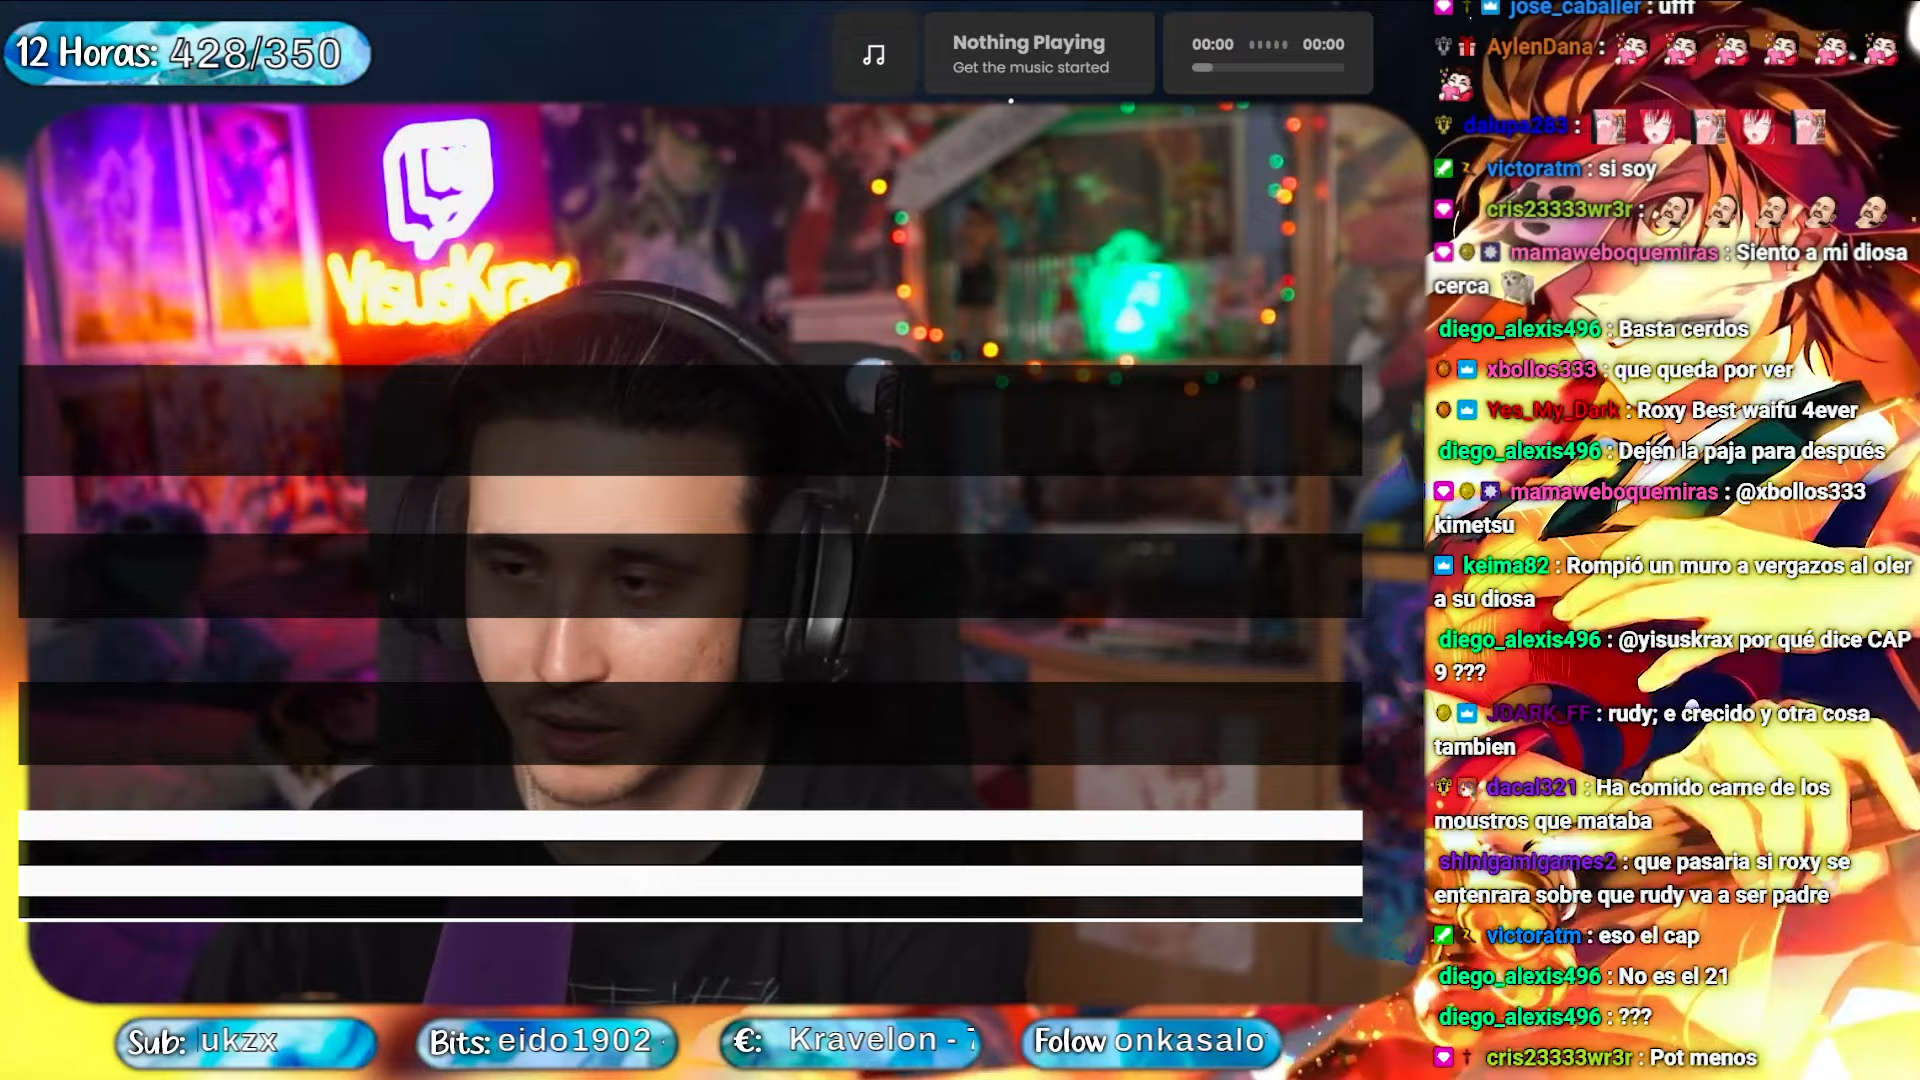 12 Horas: 428/350
Nothing Playing
Get the music started
00:00 00:00
YisusKrax
jose_caballer : ufff
AylenDana :
dalupa283 :
victoratm : si soy
cris23333wr3r :
mamaweboquemiras : Siento a mi diosa
cerca
diego_alexis496 : Basta cerdos
xbollos333 : que queda por ver
Yes_My_Dark : Roxy Best waifu 4ever
diego_alexis496 : Dejen la paja para después
mamaweboquemiras : @xbollos333
kimetsu
keima82 : Rompió un muro a vergazos al oler
a su diosa
diego_alexis496 : @yisuskrax por qué dice CAP
9 ???
JDARK_FF : rudy; e crecido y otra cosa
tambien
dacal321 : Ha comido carne de los
moustros que mataba
shinigamigames2 : que pasaria si roxy se
entenrara sobre que rudy va a ser padre
victoratm : eso el cap
diego_alexis496 : No es el 21
diego_alexis496 : ???
cris23333wr3r : Pot menos
Sub: lukzx
Bits: eido1902
€: Kravelon -
Folow onkasalo